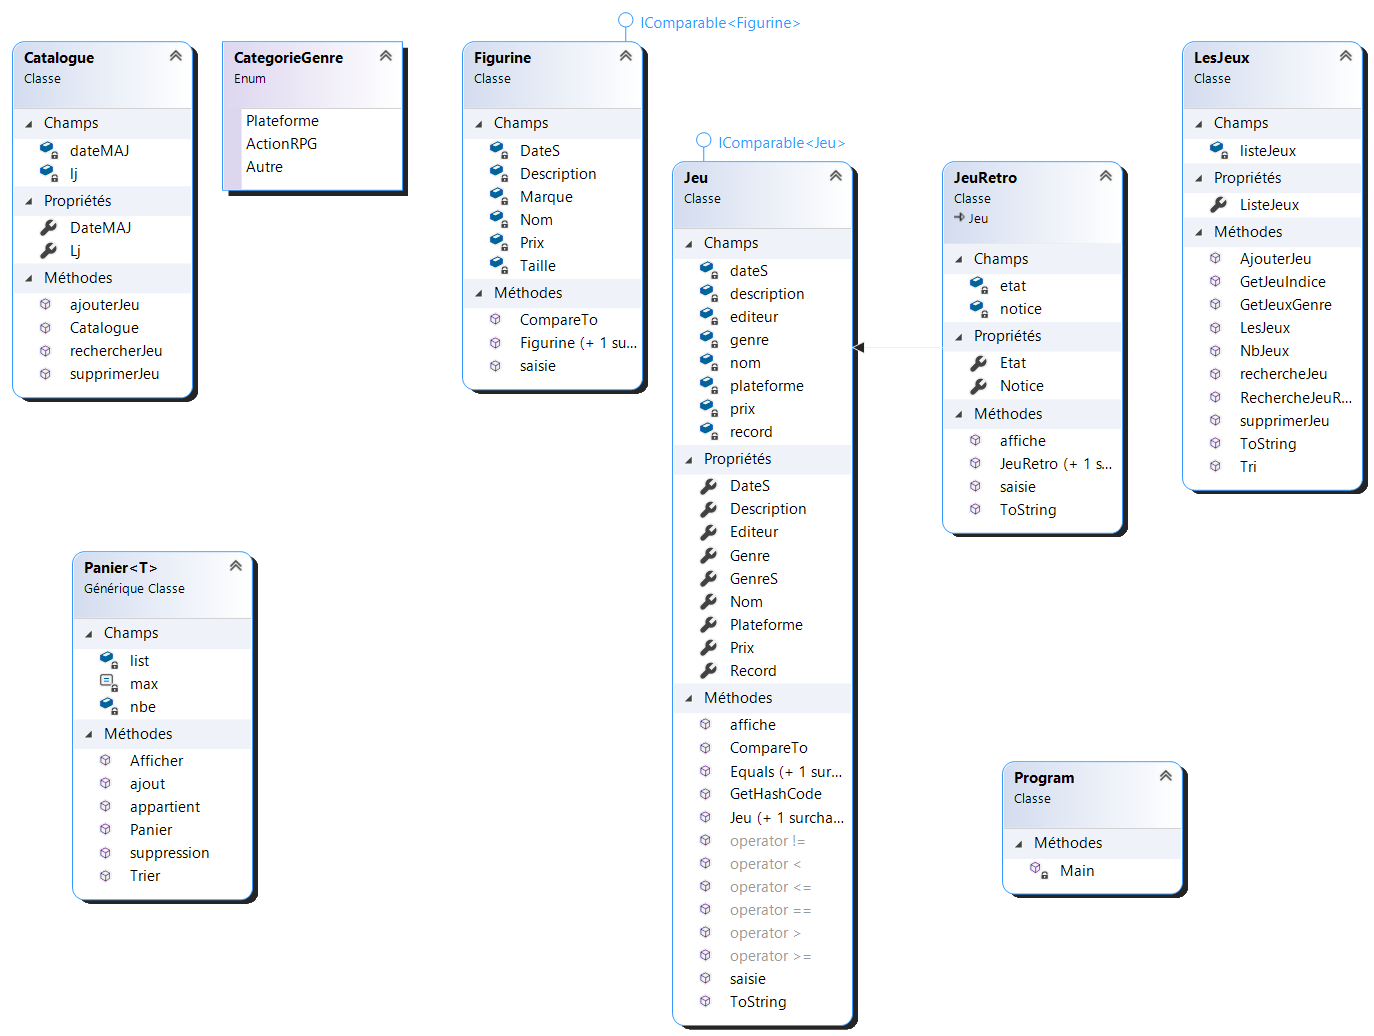 IComparable<Figurine>
Catalogue
Classe
Champs
dateMAJ
lj
Propriétés
DateMAJ
Lj
Méthodes
ajouterJeu
Catalogue
rechercherJeu
supprimerJeu
CategorieGenre
Enum
Plateforme
ActionRPG
Autre
Figurine
Classe
Champs
DateS
Description
Marque
Nom
Prix
Taille
Méthodes
CompareTo
Figurine (+ 1 su...
saisie
IComparable<Jeu>
Jeu
Classe
Champs
dateS
description
editeur
genre
nom
plateforme
prix
record
Propriétés
DateS
Description
Editeur
Genre
GenreS
Nom
Plateforme
Prix
Record
Méthodes
affiche
CompareTo
Equals (+ 1 sur...
GetHashCode
Jeu (+ 1 surcha...
operator !=
operator <
operator <=
operator ==
operator >
operator >=
saisie
ToString
JeuRetro
Classe
Jeu
Champs
etat
notice
Propriétés
Etat
Notice
Méthodes
affiche
JeuRetro (+ 1 s...
saisie
ToString
LesJeux
Classe
Champs
listeJeux
Propriétés
ListeJeux
Méthodes
AjouterJeu
GetJeuIndice
GetJeuxGenre
LesJeux
NbJeux
rechercheJeu
RechercheJeuR...
supprimerJeu
ToString
Tri
Panier<T>
Générique Classe
Champs
list
max
nbe
Méthodes
Afficher
ajout
appartient
Panier
suppression
Trier
Program
Classe
Méthodes
Main